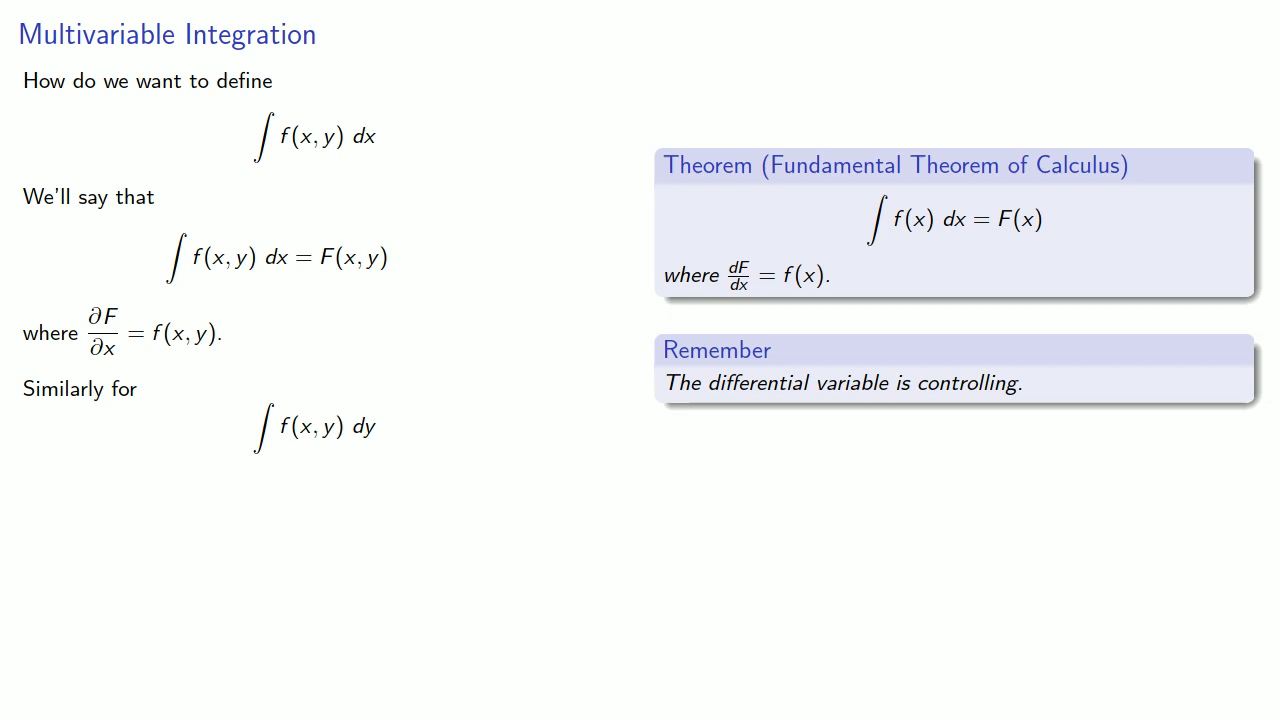 Multivariable Integration
How do we want to define
∫ f(x, y) dx
We'll say that
∫ f(x, y) dx = F(x, y)
where ∂F/∂x = f(x, y).
Similarly for
∫ f(x, y) dy
Theorem (Fundamental Theorem of Calculus)
∫ f(x) dx = F(x)
where dF/dx = f(x).
Remember
The differential variable is controlling.